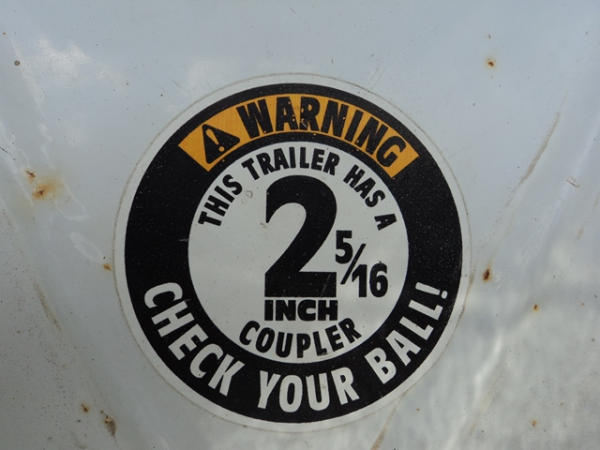 WARNING
THIS TRAILER HAS A
2 5/16
INCH
COUPLER
CHECK YOUR BALL!